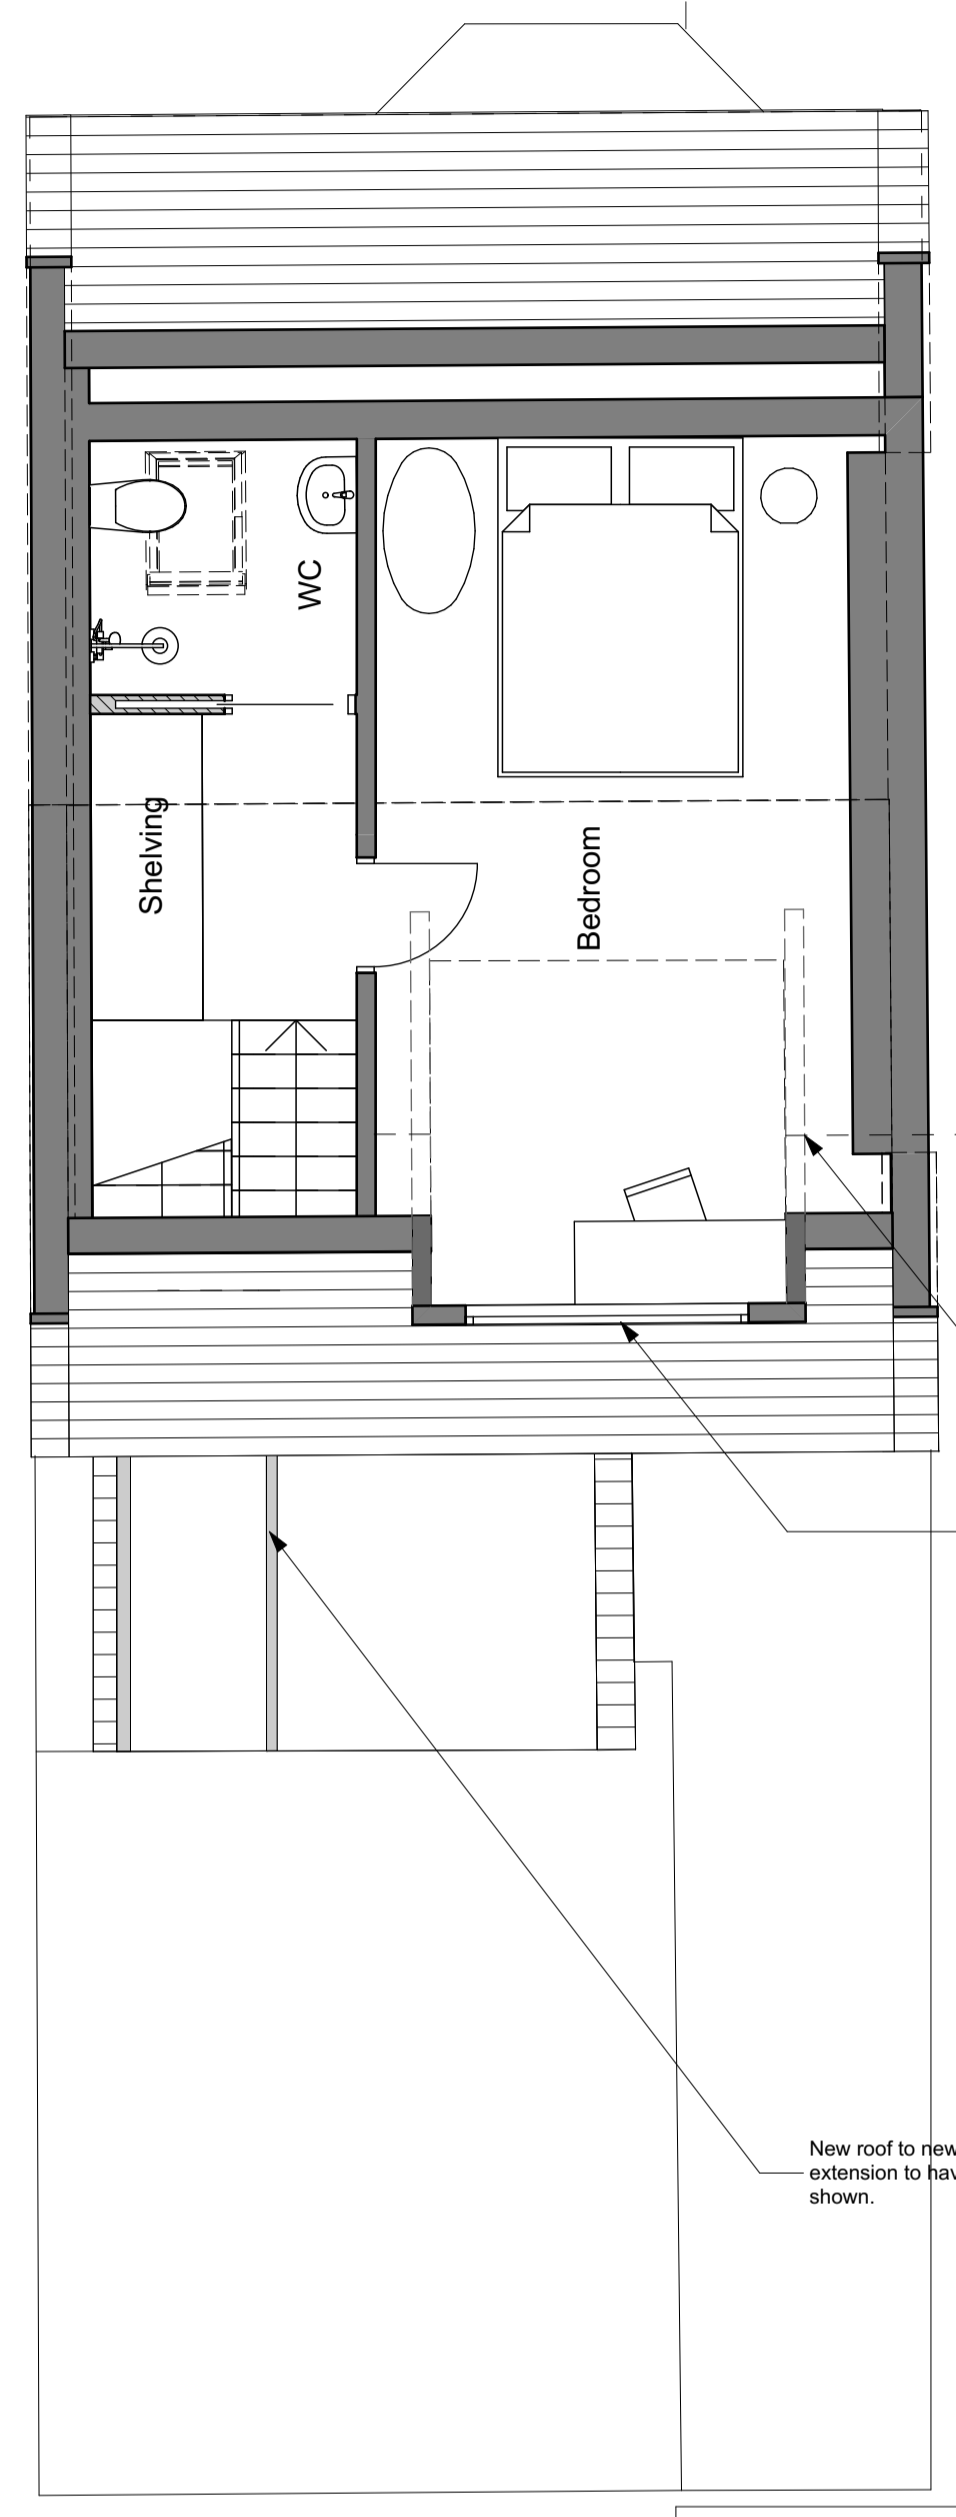 WC
Shelving
Bedroom
New roof to new
extension to hav
shown.